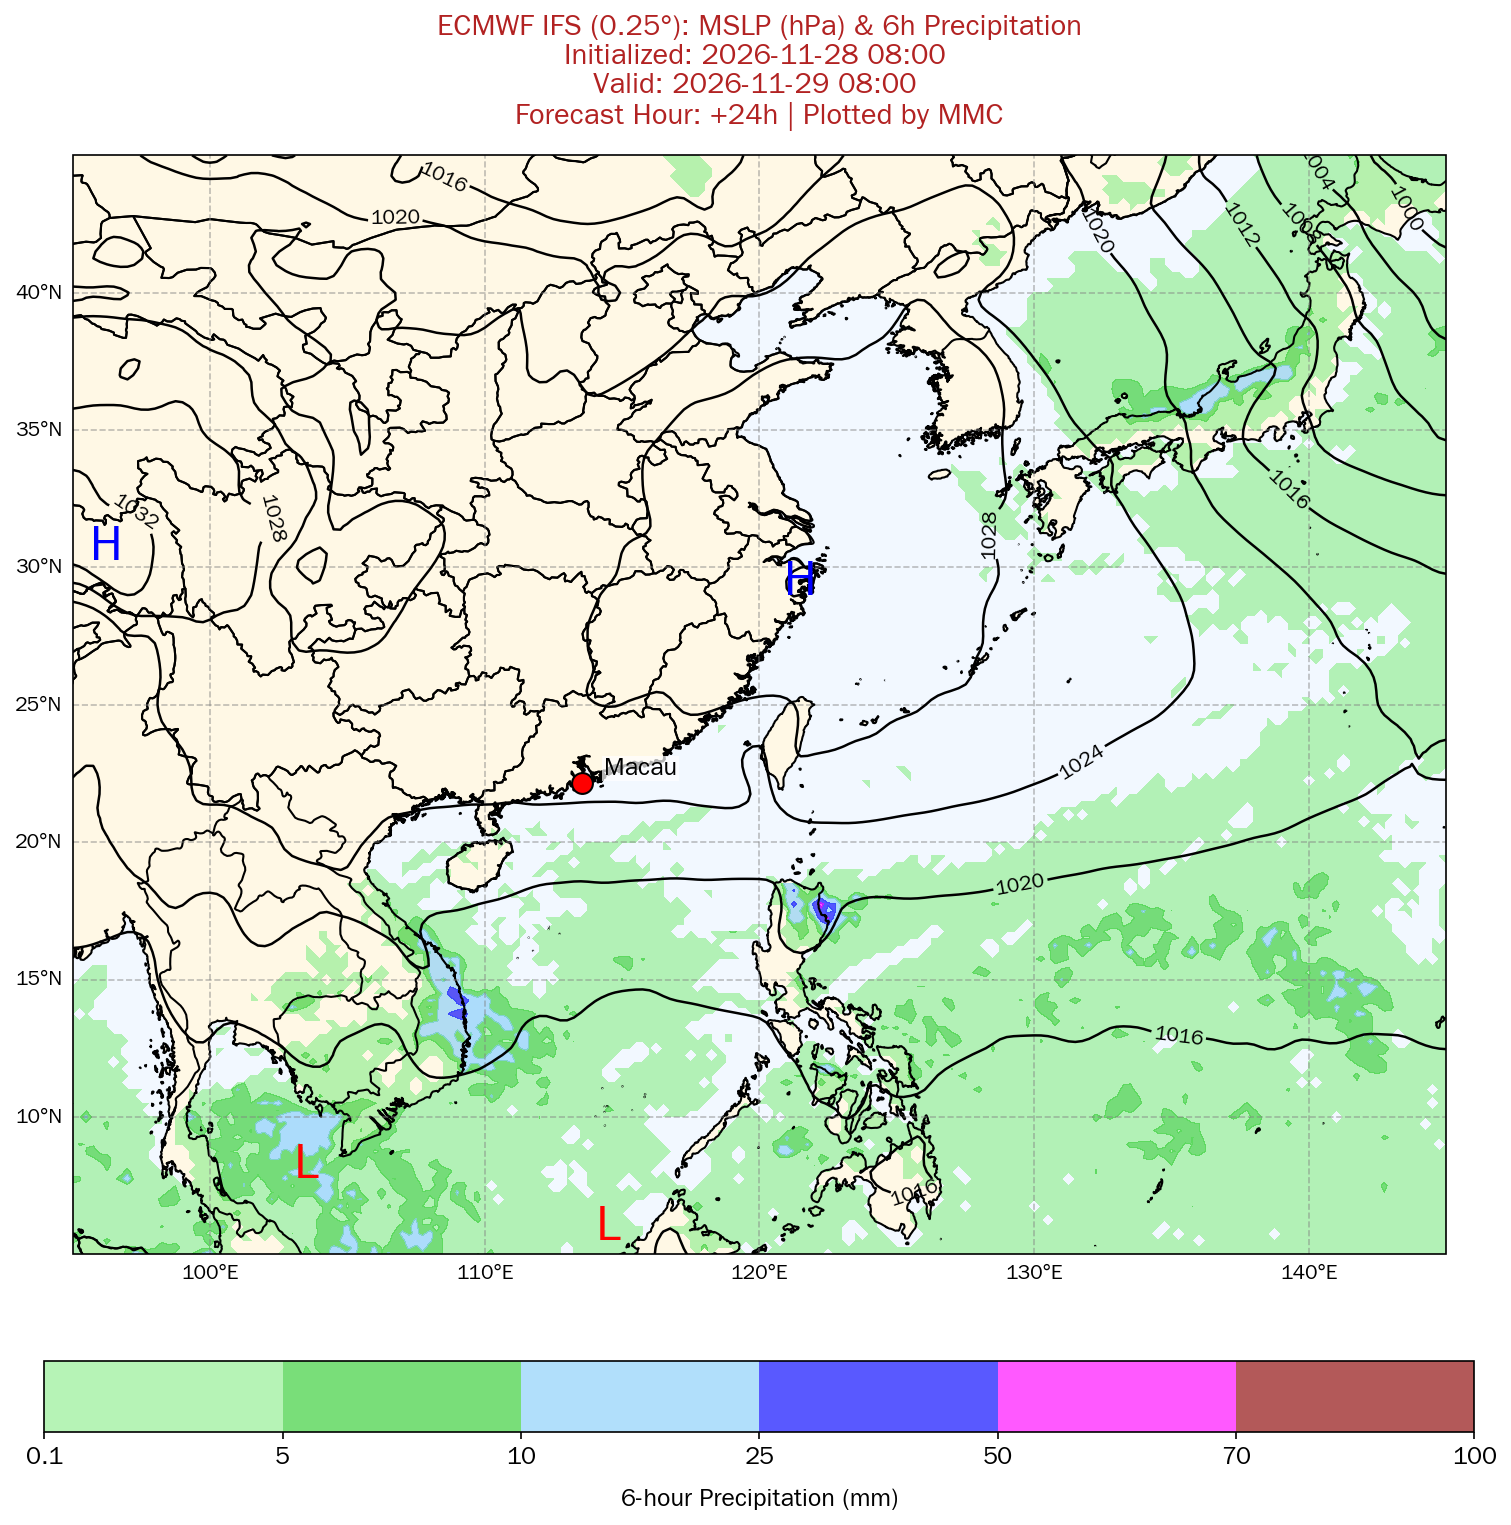 ECMWF IFS (0.25°): MSLP (hPa) & 6h Precipitation
Initialized: 2026-11-28 08:00
Valid: 2026-11-29 08:00
Forecast Hour: +24h | Plotted by MMC
1016
1020
1004
1000
1020
1012
1008
40°N
35°N
1032
1028
1016
H
1028
30°N
H
25°N
1024
Macau
20°N
1020
15°N
1016
10°N
L
1016
L
100°E 110°E 120°E 130°E 140°E
0.1 5 10 25 50 70 100
6-hour Precipitation (mm)